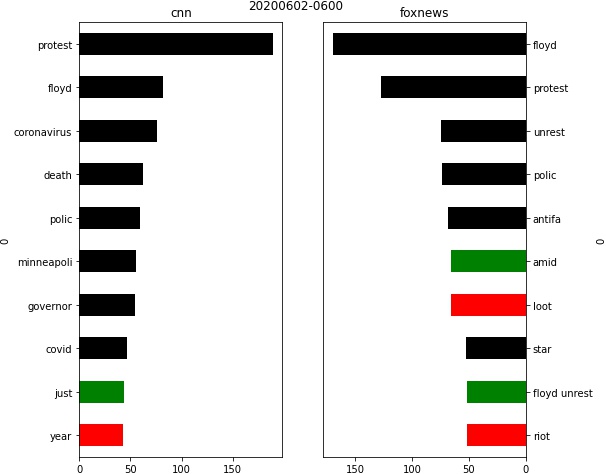 20200602-0600
cnn
foxnews
protest
floyd
coronavirus
death
polic
minneapoli
governor
covid
just
year
0
0 50 100 150
floyd
protest
unrest
polic
antifa
amid
loot
star
floyd unrest
riot
0
150 100 50 0